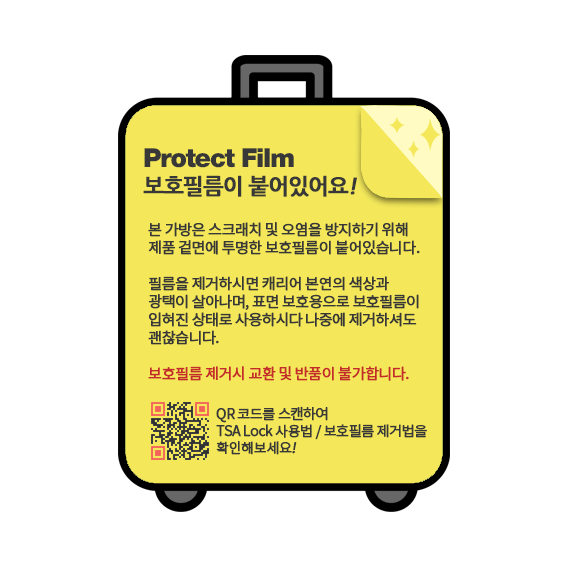 Protect Film
보호필름이 붙어있어요!
본 가방은 스크래치 및 오염을 방지하기 위해
제품 겉면에 투명한 보호필름이 붙어있습니다.
필름을 제거하시면 캐리어 본연의 색상과
광택이 살아나며, 표면 보호용으로 보호필름이
입혀진 상태로 사용하시다 나중에 제거하셔도
괜찮습니다.
보호필름 제거시 교환 및 반품이 불가합니다.
QR 코드를 스캔하여
TSA Lock 사용법 / 보호필름 제거법을
확인해보세요!